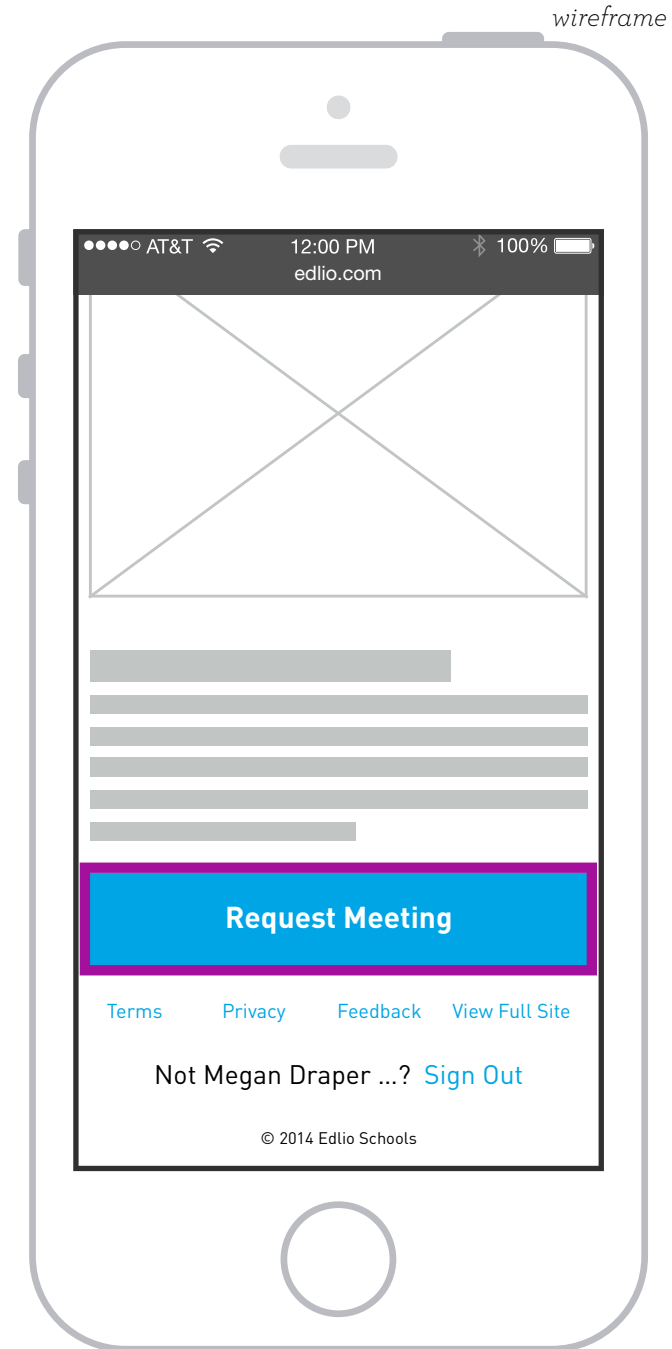 wireframe
●●●●○ AT&T 12:00 PM 100%
edlio.com
Request Meeting
Terms Privacy Feedback View Full Site
Not Megan Draper ...? Sign Out
© 2014 Edlio Schools